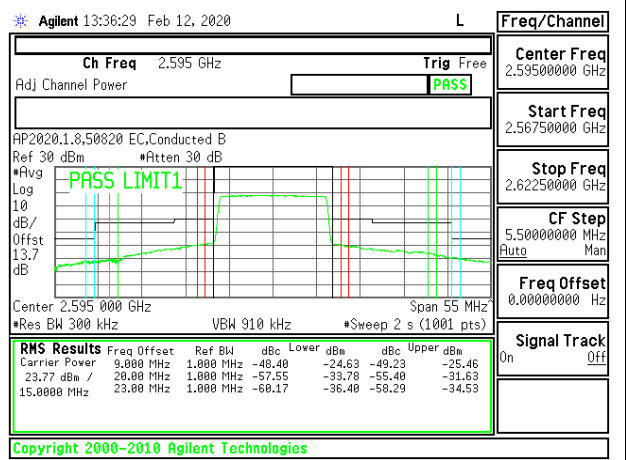 Agilent 13:36:29 Feb 12, 2020 L
Freq/Channel
Ch Freq 2.595 GHz Trig Free
Adj Channel Power PASS
AP2020.1.8,50820 EC,Conducted B
Ref 30 dBm #Atten 30 dB
#Avg
Log
10
dB/
Offst
13.7
dB
PASS LIMIT1
Center 2.595 000 GHz Span 55 MHz
#Res BW 300 kHz VBW 910 kHz #Sweep 2 s (1001 pts)
RMS Results Freq Offset Ref BW dBc Lower dBm dBc Upper dBm
Carrier Power 9.000 MHz 1.000 MHz -48.40 -24.63 -49.23 -25.46
23.77 dBm / 20.00 MHz 1.000 MHz -57.55 -33.78 -55.40 -31.63
15.0000 MHz 23.00 MHz 1.000 MHz -60.17 -36.40 -58.29 -34.53
Center Freq
2.59500000 GHz
Start Freq
2.56750000 GHz
Stop Freq
2.62250000 GHz
CF Step
5.50000000 MHz
Auto Man
Freq Offset
0.00000000 Hz
Signal Track
On Off
Copyright 2000-2010 Agilent Technologies